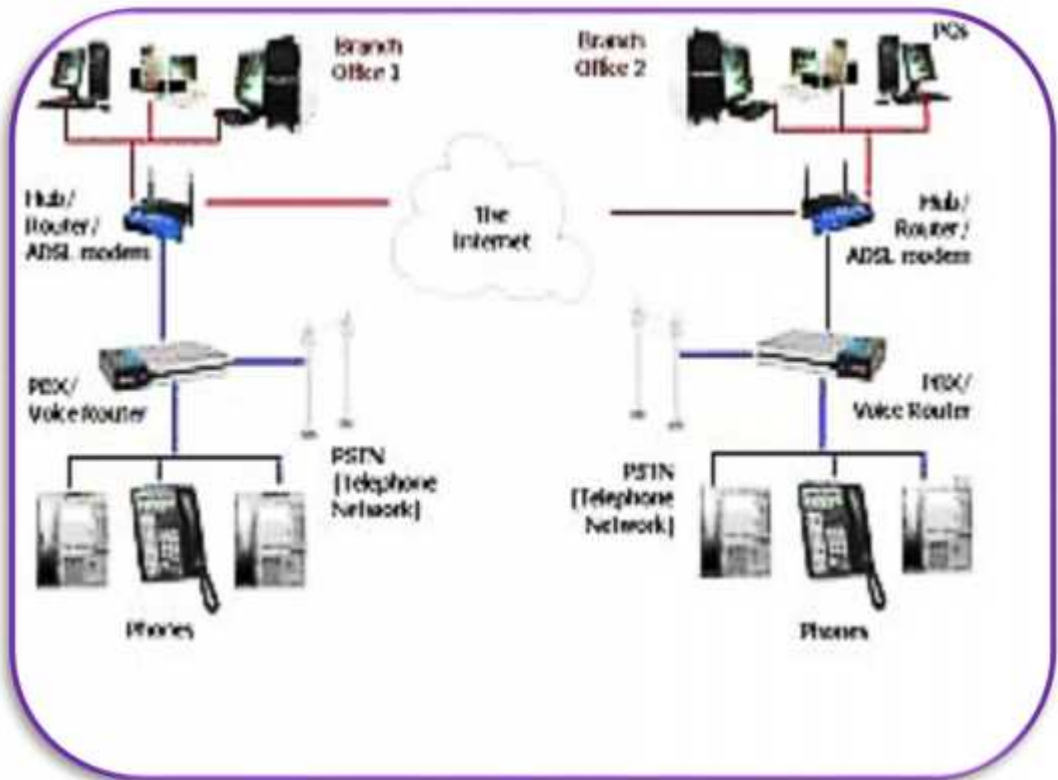 Branch
Office 1
Branch
Office 2
PCs
Hub/
Router/
ADSL modem
The
Internet
Hub/
Router/
ADSL modem
PBX/
Voice Router
PSTN
(Telephone
Network)
Phones
PSTN
(Telephone
Network)
PBX/
Voice Router
Phones